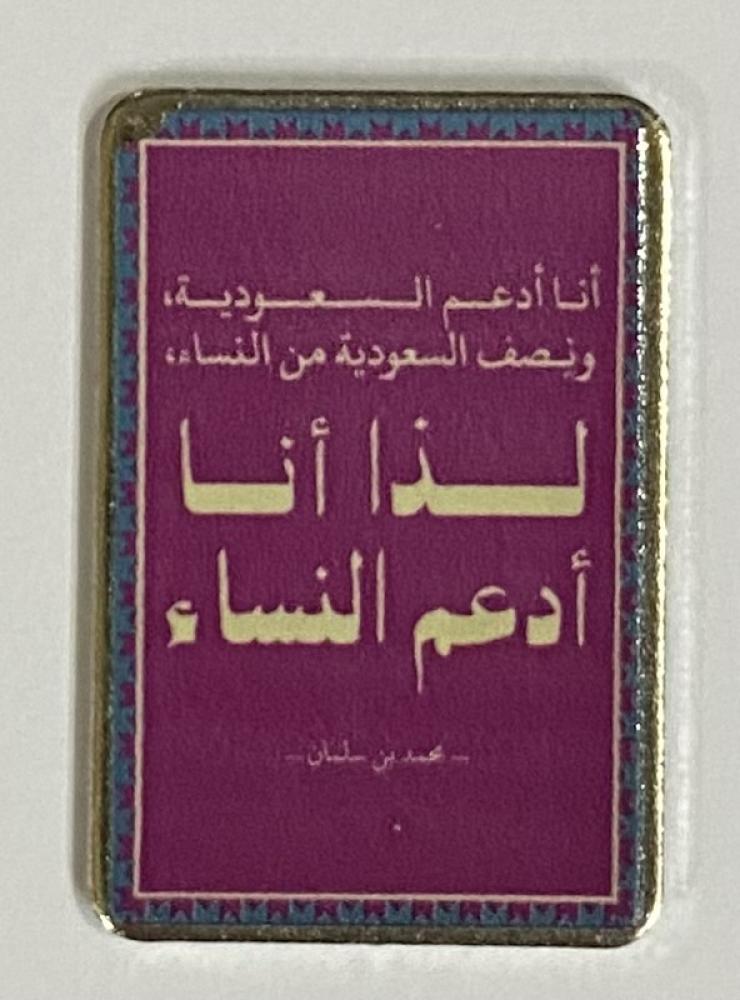 أنا أدعم السعودية،
ونصف السعودية من النساء،
لذا أنا
أدعم النساء
– محمد بن سلمان –